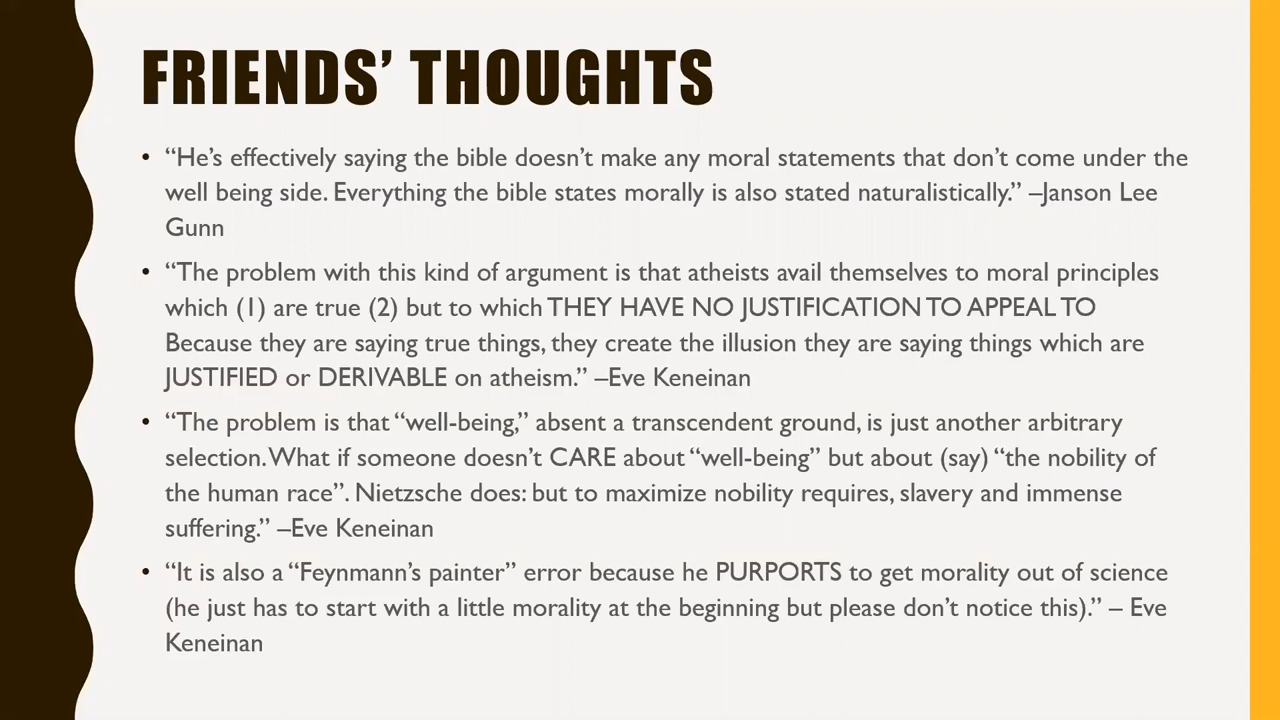 FRIENDS’ THOUGHTS
• “He’s effectively saying the bible doesn’t make any moral statements that don’t come under the
well being side. Everything the bible states morally is also stated naturalistically.” –Janson Lee
Gunn
• “The problem with this kind of argument is that atheists avail themselves to moral principles
which (1) are true (2) but to which THEY HAVE NO JUSTIFICATION TO APPEAL TO
Because they are saying true things, they create the illusion they are saying things which are
JUSTIFIED or DERIVABLE on atheism.” –Eve Keneinan
• “The problem is that “well-being,” absent a transcendent ground, is just another arbitrary
selection. What if someone doesn’t CARE about “well-being” but about (say) “the nobility of
the human race”. Nietzsche does: but to maximize nobility requires, slavery and immense
suffering.” –Eve Keneinan
• “It is also a “Feynmann’s painter” error because he PURPORTS to get morality out of science
(he just has to start with a little morality at the beginning but please don’t notice this).” – Eve
Keneinan